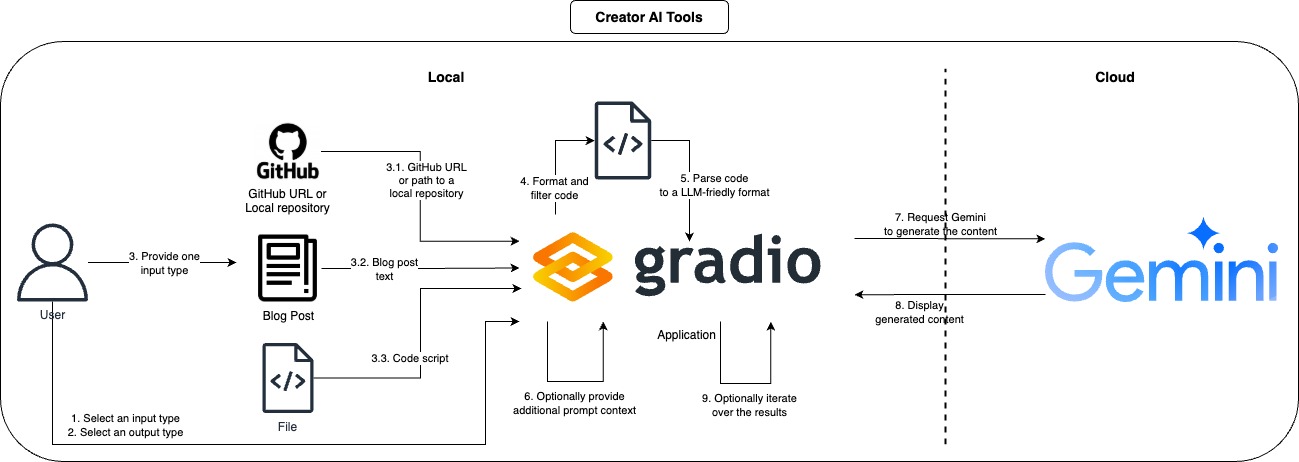 Creator AI Tools
Local
Cloud
GitHub
GitHub URL or
Local repository
3.1. GitHub URL
or path to a
local repository
4. Format and
filter code
</>
5. Parse code
to a LLM-friedly format
User
3. Provide one
input type
Blog Post
3.2. Blog post
text
gradio
Application
7. Request Gemini
to generate the content
Gemini
8. Display
generated content
</>
File
3.3. Code script
1. Select an input type
2. Select an output type
6. Optionally provide
additional prompt context
9. Optionally iterate
over the results